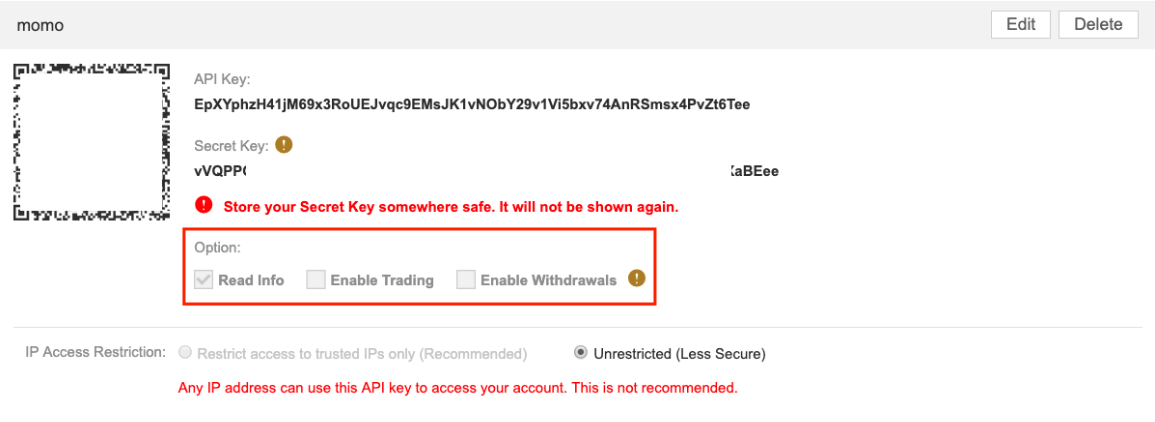 momo
Edit
Delete
API Key:
EpXYphzH41jM69x3RoUEJvqc9EMsJK1vNObY29v1Vi5bxv74AnRSmsx4PvZt6Tee
Secret Key:
vVQPP
aBEee
Store your Secret Key somewhere safe. It will not be shown again.
Option:
Read Info Enable Trading Enable Withdrawals
IP Access Restriction: Restrict access to trusted IPs only (Recommended) Unrestricted (Less Secure)
Any IP address can use this API key to access your account. This is not recommended.